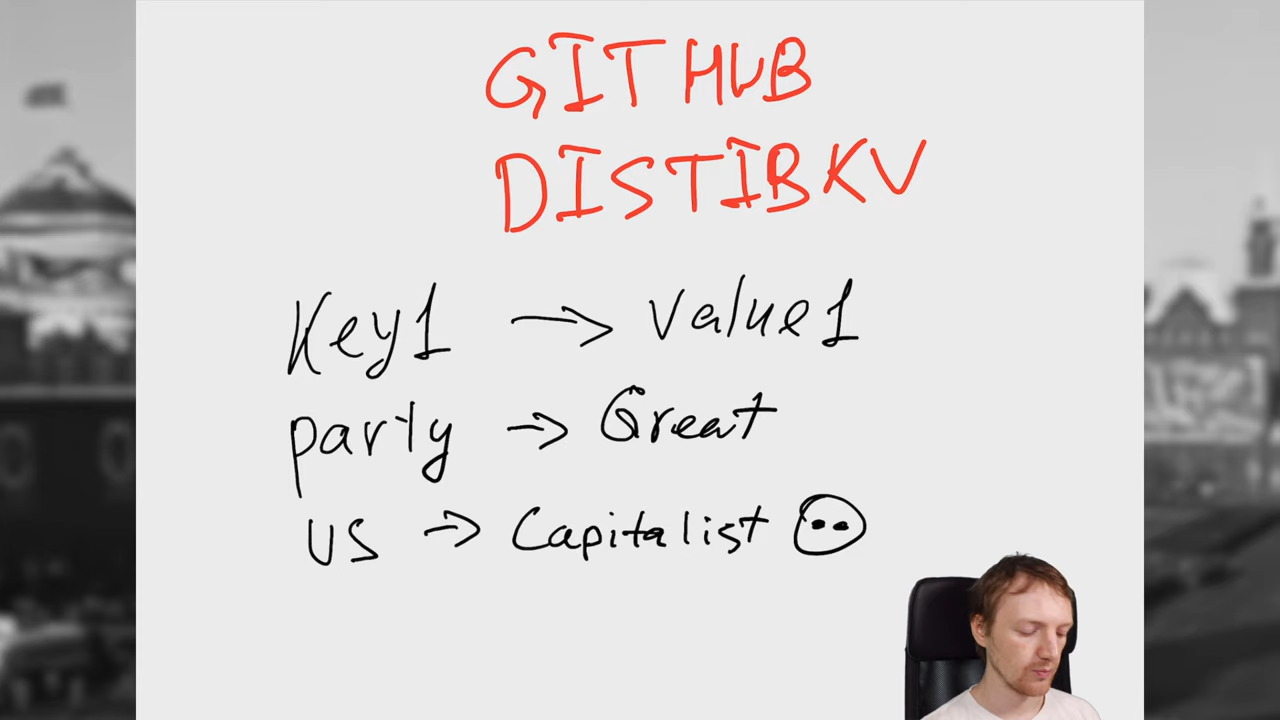 GITHUB
DISTIBKV
Key1 → Value1
party → Great
US → Capitalist